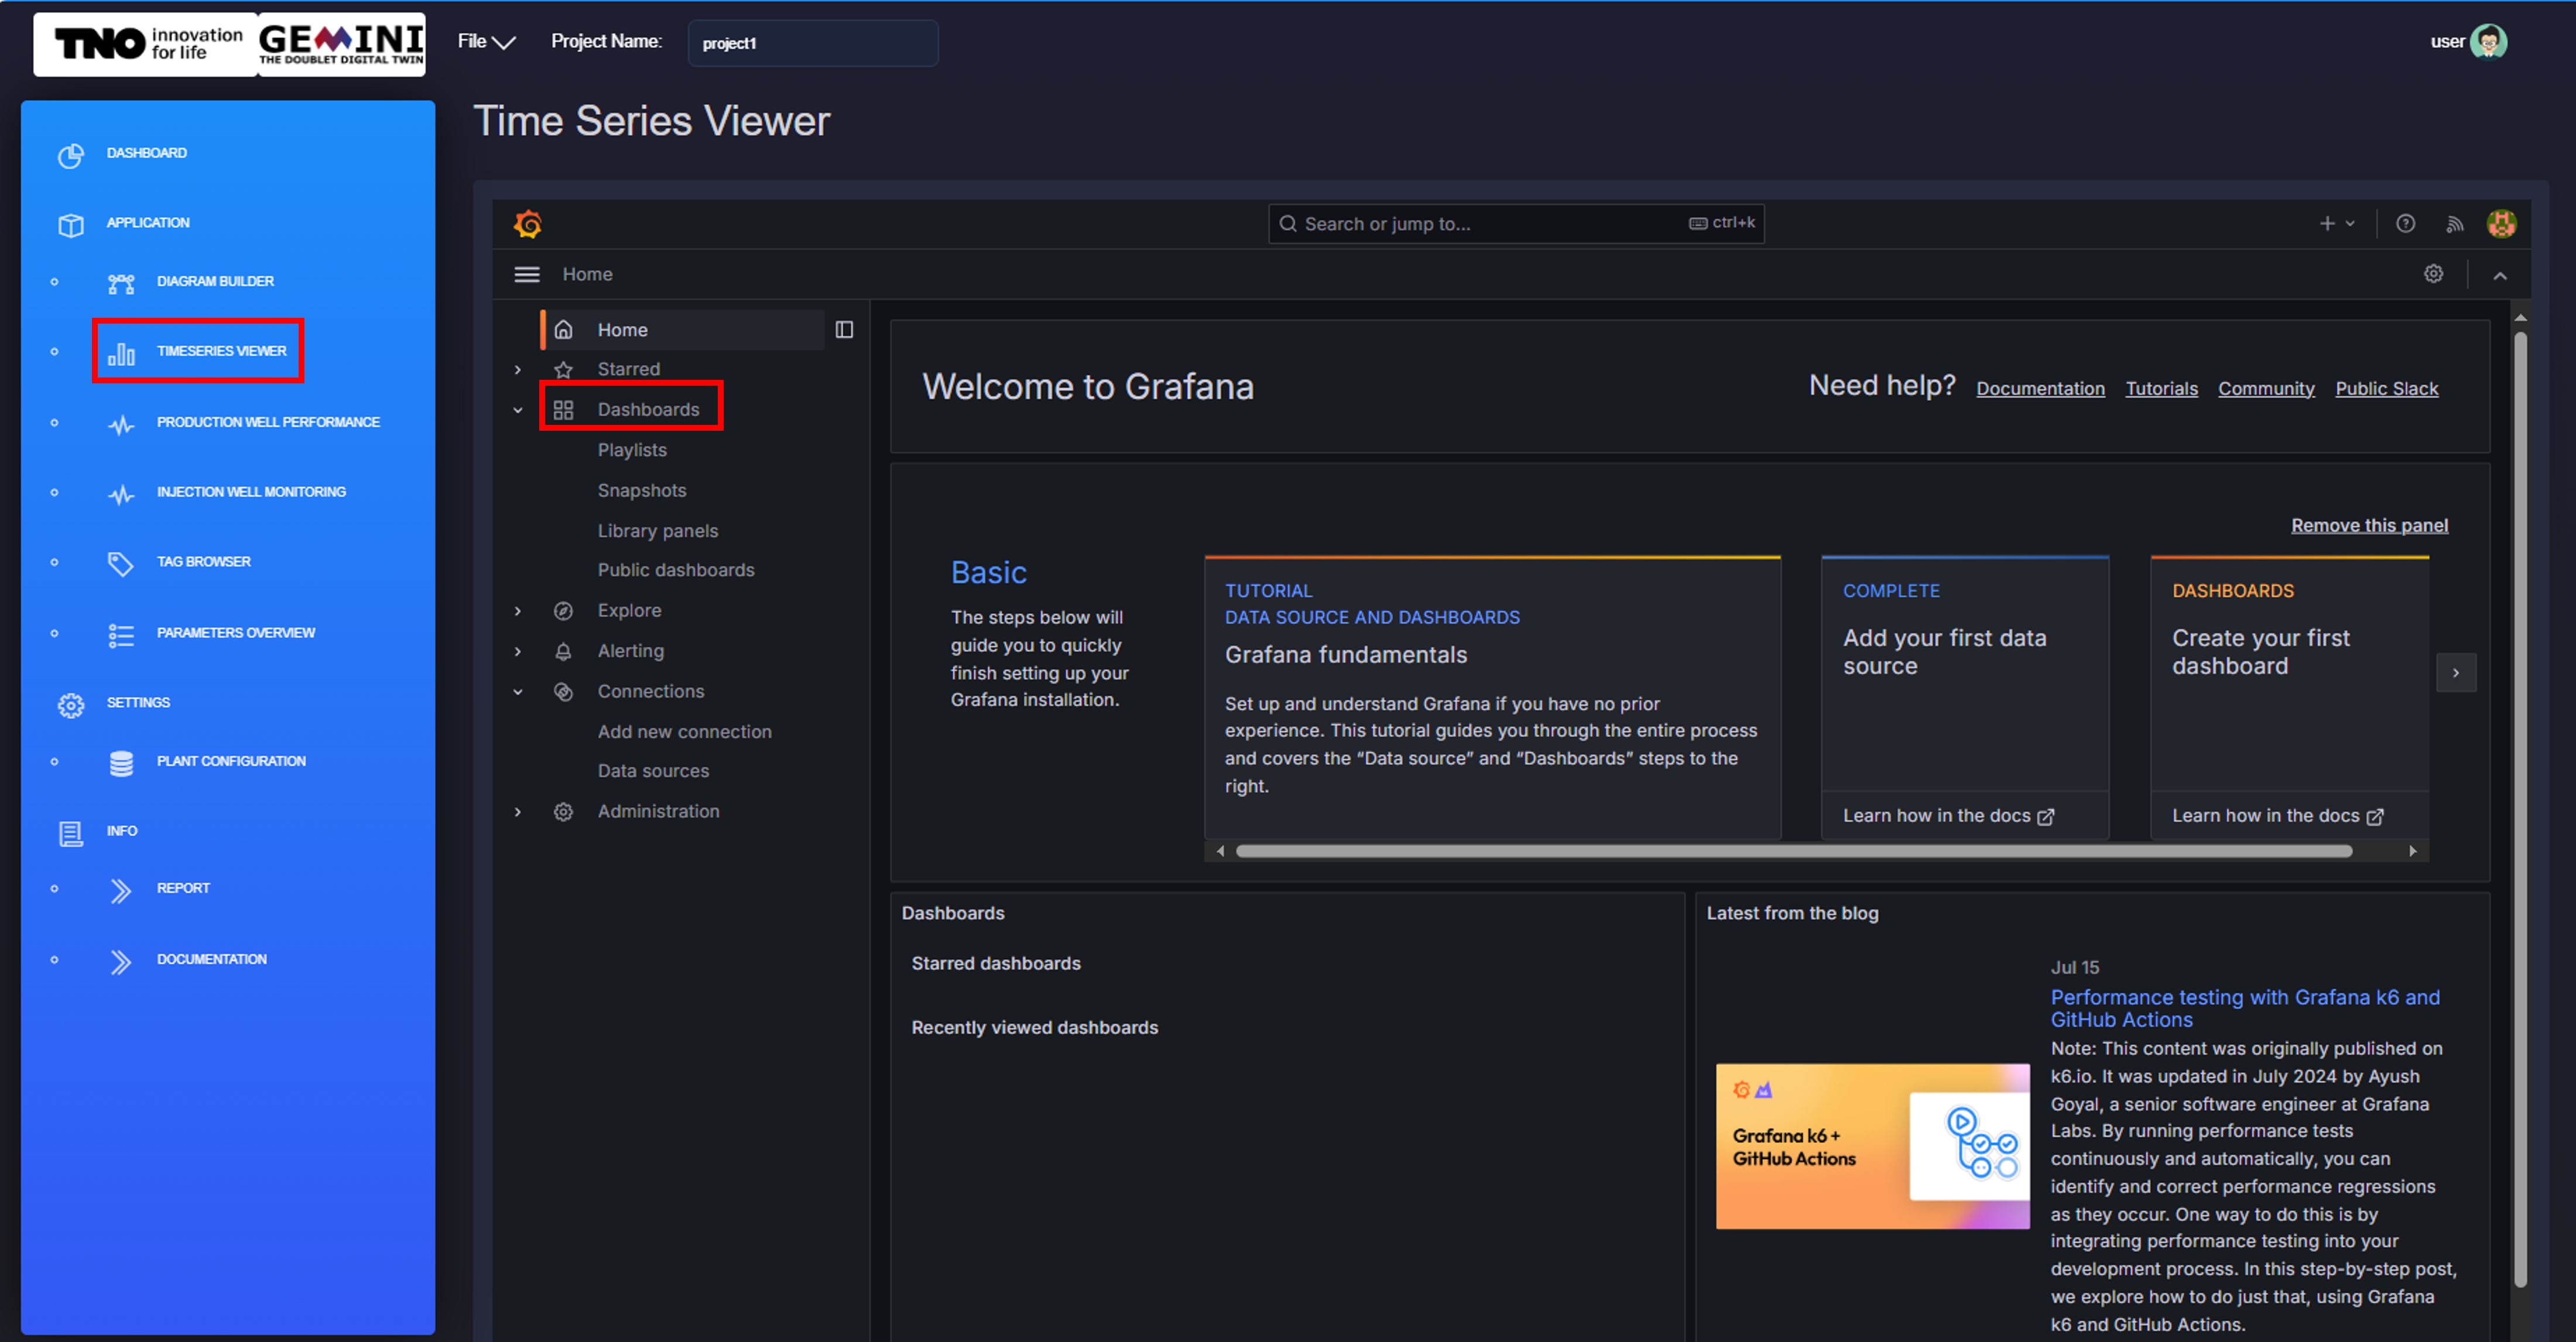 TNO innovation for life
GEMINI
THE DOUBLET DIGITAL TWIN
File
Project Name:
project1
user
DASHBOARD
APPLICATION
DIAGRAM BUILDER
TIMESERIES VIEWER
PRODUCTION WELL PERFORMANCE
INJECTION WELL MONITORING
TAG BROWSER
PARAMETERS OVERVIEW
SETTINGS
PLANT CONFIGURATION
INFO
REPORT
DOCUMENTATION
Time Series Viewer
Search or jump to...
ctrl+k
Home
Home
Starred
Dashboards
Playlists
Snapshots
Library panels
Public dashboards
Explore
Alerting
Connections
Add new connection
Data sources
Administration
Welcome to Grafana
Need help?
Documentation
Tutorials
Community
Public Slack
Remove this panel
Basic
The steps below will
guide you to quickly
finish setting up your
Grafana installation.
TUTORIAL
DATA SOURCE AND DASHBOARDS
Grafana fundamentals
Set up and understand Grafana if you have no prior
experience. This tutorial guides you through the entire process
and covers the “Data source” and “Dashboards” steps to the
right.
COMPLETE
Add your first data
source
Learn how in the docs
DASHBOARDS
Create your first
dashboard
Learn how in the docs
Dashboards
Starred dashboards
Recently viewed dashboards
Latest from the blog
Grafana k6 +
GitHub Actions
Jul 15
Performance testing with Grafana k6 and
GitHub Actions
Note: This content was originally published on
k6.io. It was updated in July 2024 by Ayush
Goyal, a senior software engineer at Grafana
Labs. By running performance tests
continuously and automatically, you can
identify and correct performance regressions
as they occur. One way to do this is by
integrating performance testing into your
development process. In this step-by-step post,
we explore how to do just that, using Grafana
k6 and GitHub Actions.